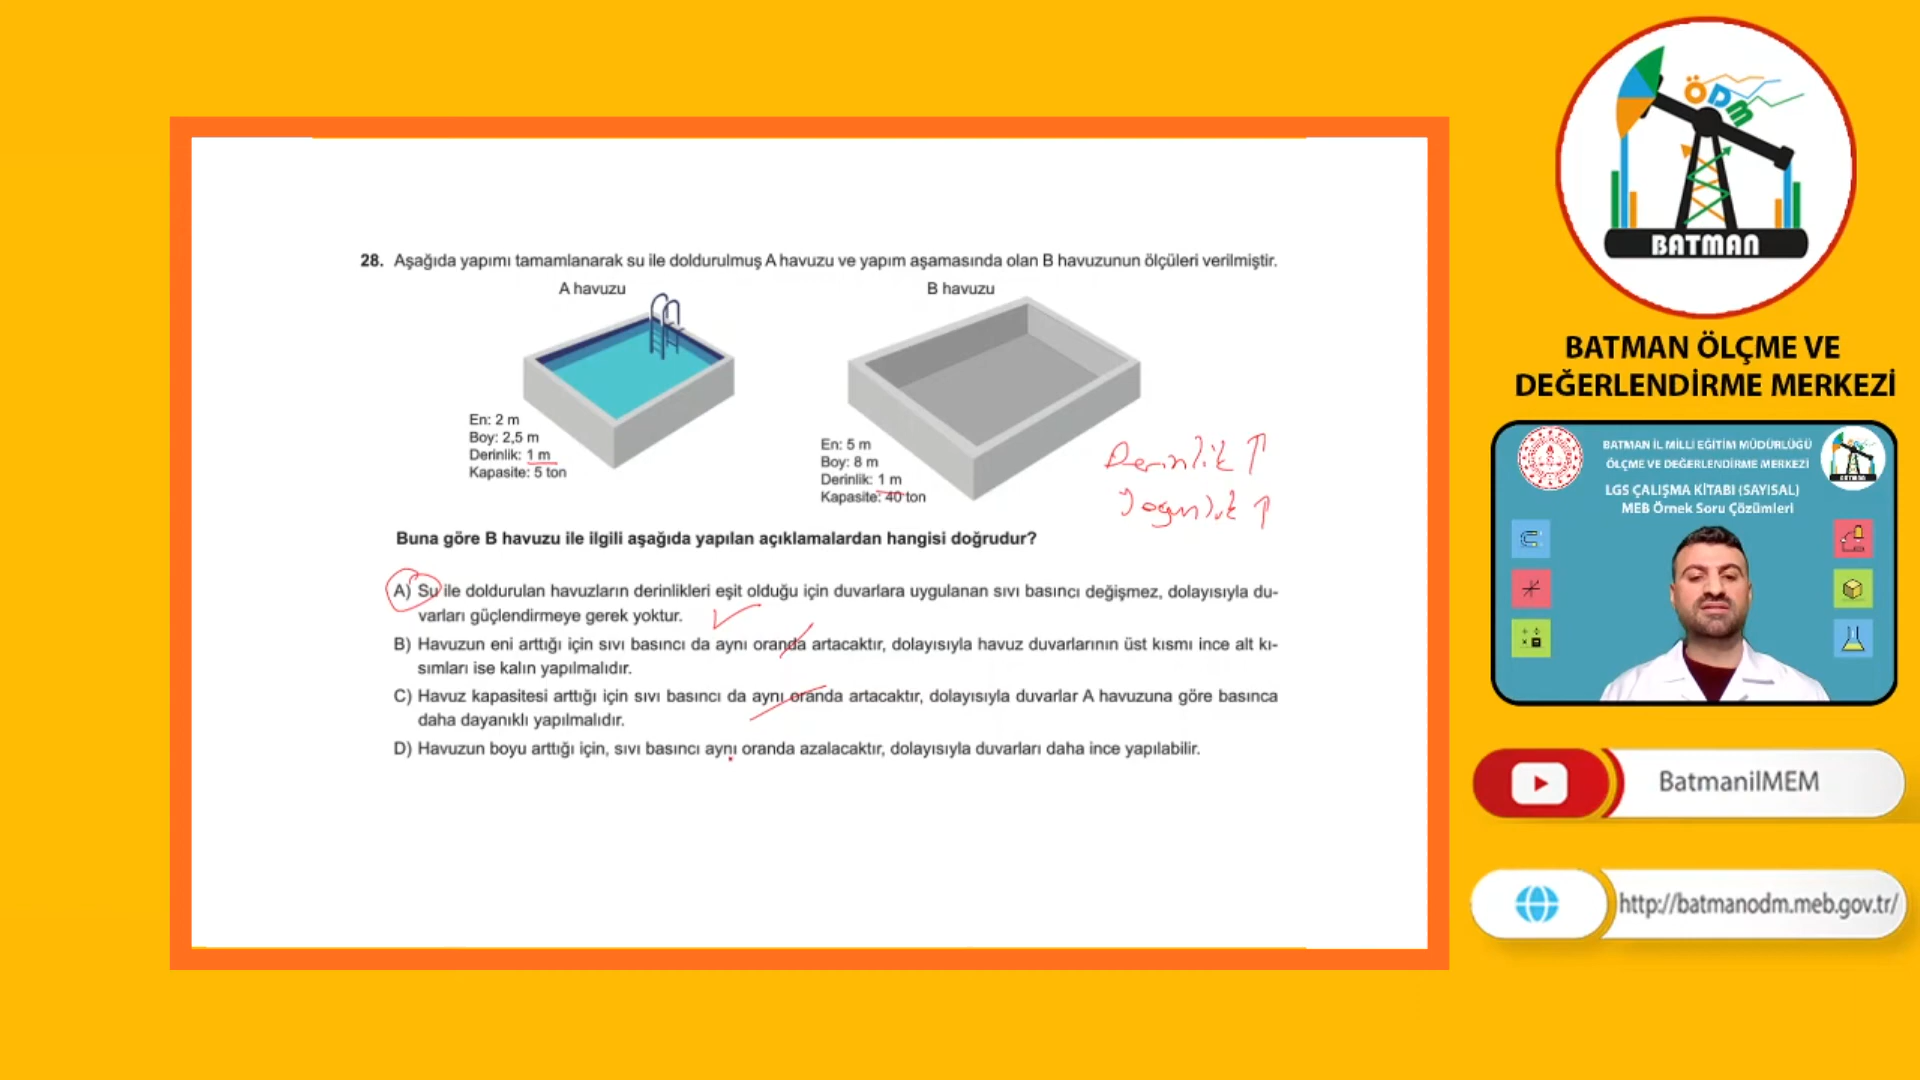 ÖDM
BATMAN
BATMAN ÖLÇME VE
DEĞERLENDİRME MERKEZİ
28. Aşağıda yapımı tamamlanarak su ile doldurulmuş A havuzu ve yapım aşamasında olan B havuzunun ölçüleri verilmiştir.
A havuzu
En: 2 m
Boy: 2,5 m
Derinlik: 1 m
Kapasite: 5 ton
B havuzu
En: 5 m
Boy: 8 m
Derinlik: 1 m
Kapasite: 40 ton
Derinlik ↑
Yoğunluk ↑
Buna göre B havuzu ile ilgili aşağıda yapılan açıklamalardan hangisi doğrudur?
A) Su ile doldurulan havuzların derinlikleri eşit olduğu için duvarlara uygulanan sıvı basıncı değişmez, dolayısıyla du-
varları güçlendirmeye gerek yoktur.
B) Havuzun eni arttığı için sıvı basıncı da aynı oranda artacaktır, dolayısıyla havuz duvarlarının üst kısmı ince alt kı-
sımları ise kalın yapılmalıdır.
C) Havuz kapasitesi arttığı için sıvı basıncı da aynı oranda artacaktır, dolayısıyla duvarlar A havuzuna göre basınca
daha dayanıklı yapılmalıdır.
D) Havuzun boyu arttığı için, sıvı basıncı aynı oranda azalacaktır, dolayısıyla duvarları daha ince yapılabilir.
BATMAN İL MİLLİ EĞİTİM MÜDÜRLÜĞÜ
ÖLÇME VE DEĞERLENDİRME MERKEZİ
LGS ÇALIŞMA KİTABI (SAYISAL)
MEB Örnek Soru Çözümleri
BatmanilMEM
http://batmanodm.meb.gov.tr/